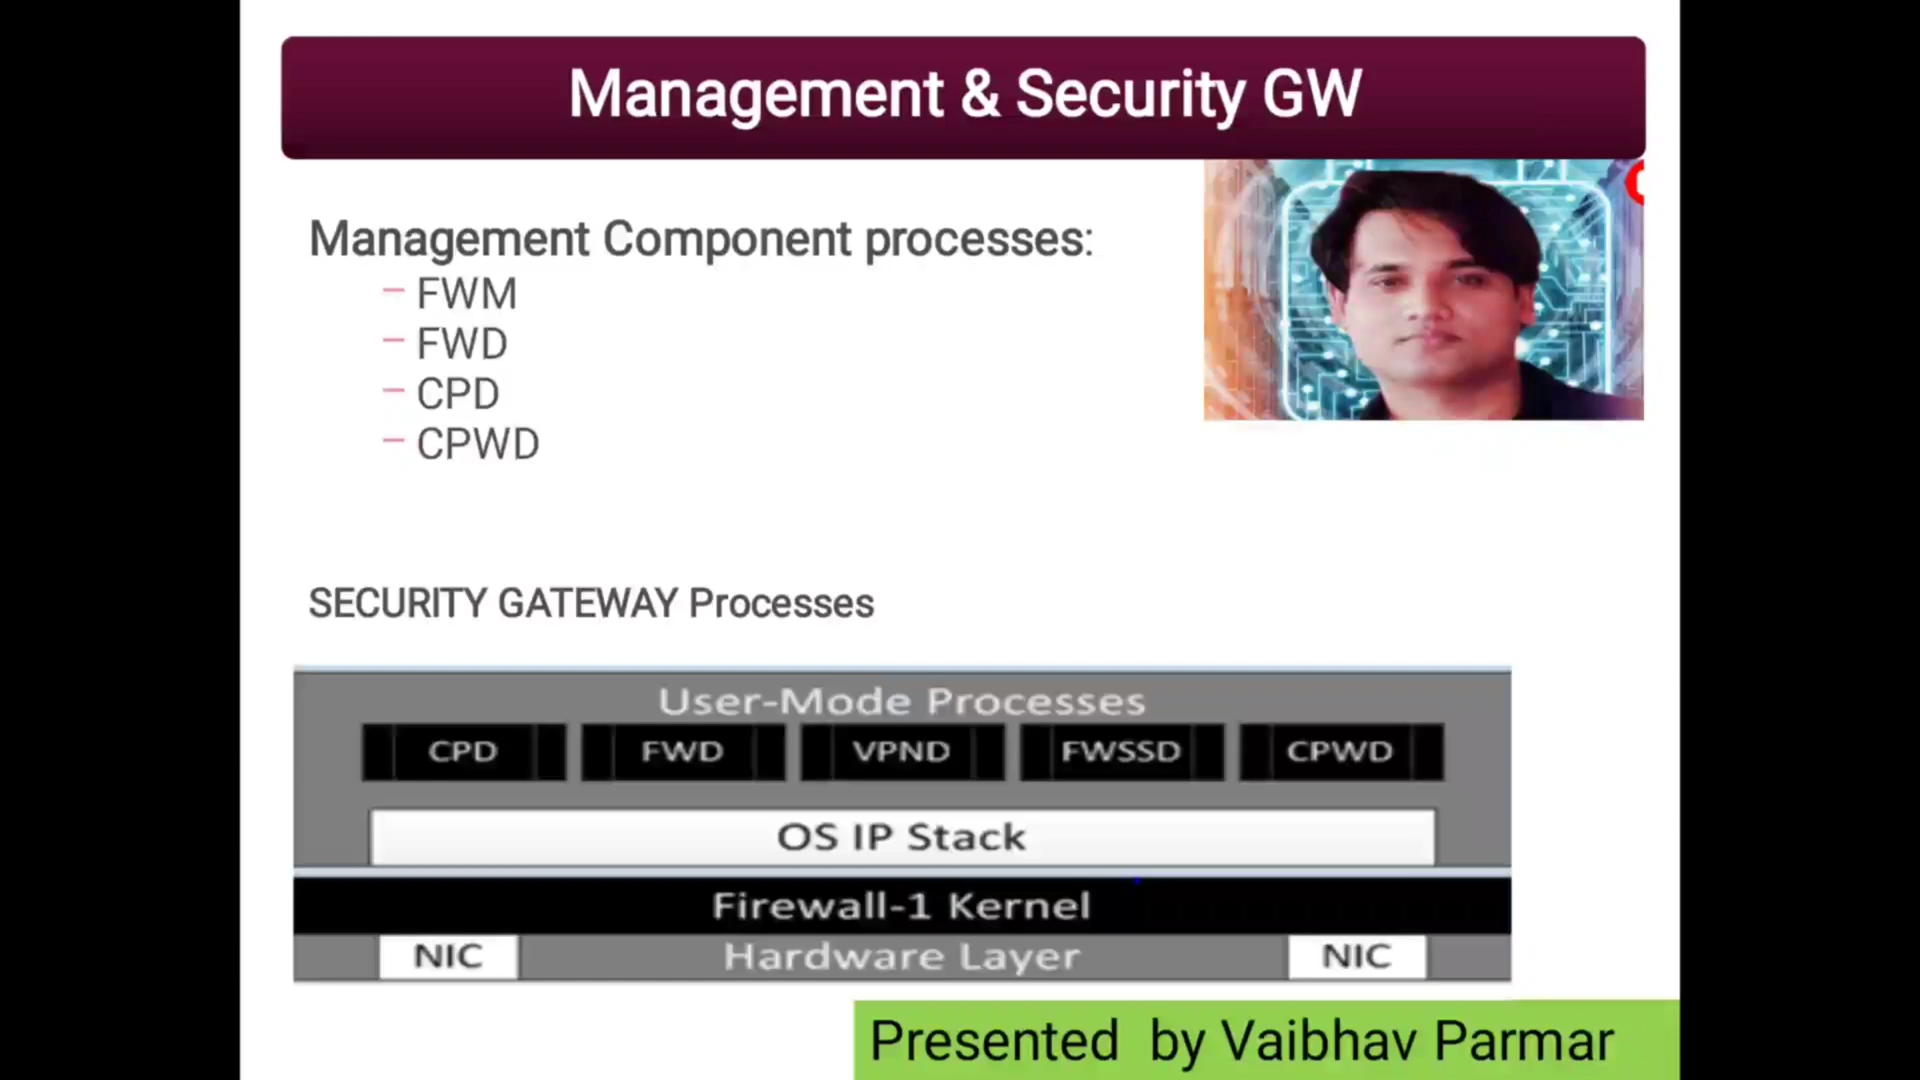 Management & Security GW
Management Component processes:
– FWM
– FWD
– CPD
– CPWD
SECURITY GATEWAY Processes
User-Mode Processes
CPD FWD VPND FWSSD CPWD
OS IP Stack
Firewall-1 Kernel
NIC Hardware Layer NIC
Presented by Vaibhav Parmar